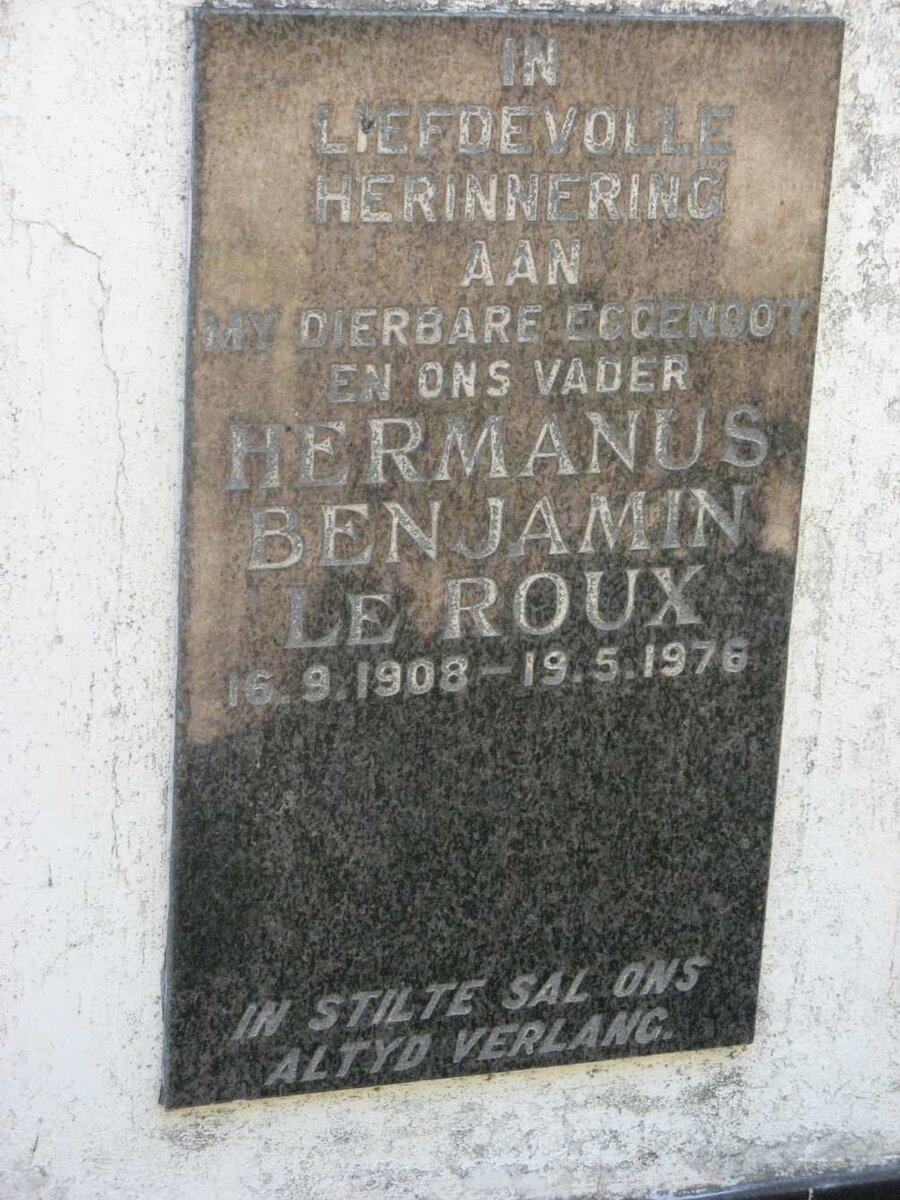 IN
LIEFDEVOLLE
HERINNERING
AAN
MY DIERBARE EGGENOOT
EN ONS VADER
HERMANUS
BENJAMIN
LE ROUX
16.9.1908 – 19.5.1976
IN STILTE SAL ONS
ALTYD VERLANG.